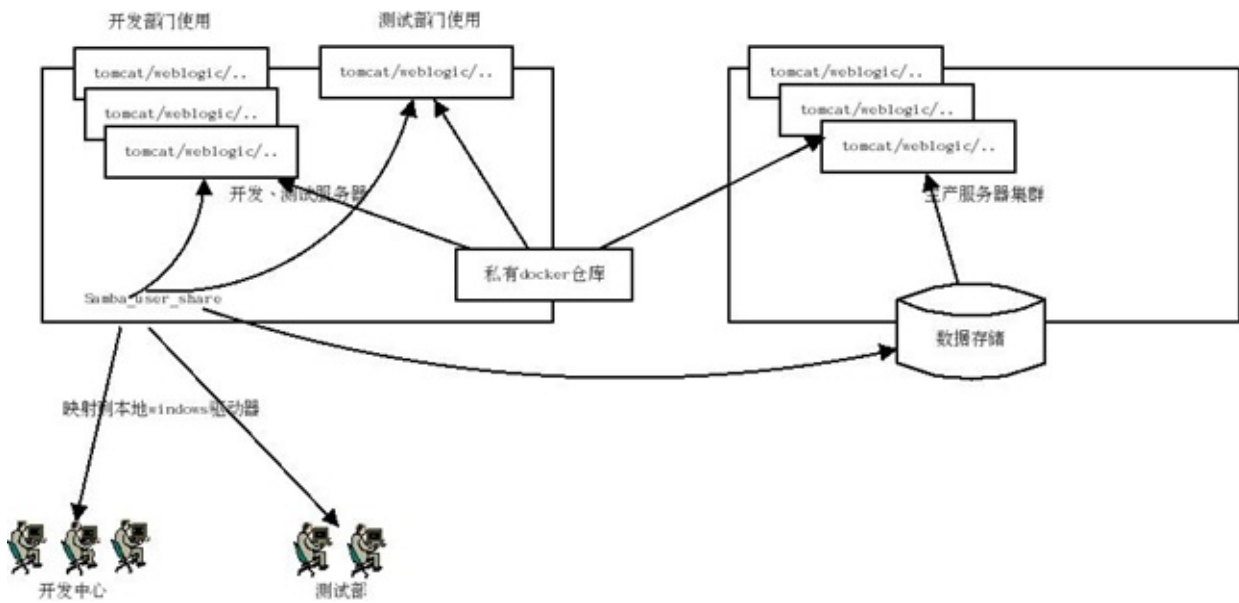 开发部门使用
测试部门使用
tomcat/weblogic/..
tomcat/weblogic/..
tomcat/weblogic/..
tomcat/weblogic/..
tomcat/weblogic/..
tomcat/weblogic/..
tomcat/weblogic/..
开发、测试服务器
生产服务器集群
私有docker仓库
Samba_user_share
数据存储
映射到本地windows驱动器
开发中心
测试部